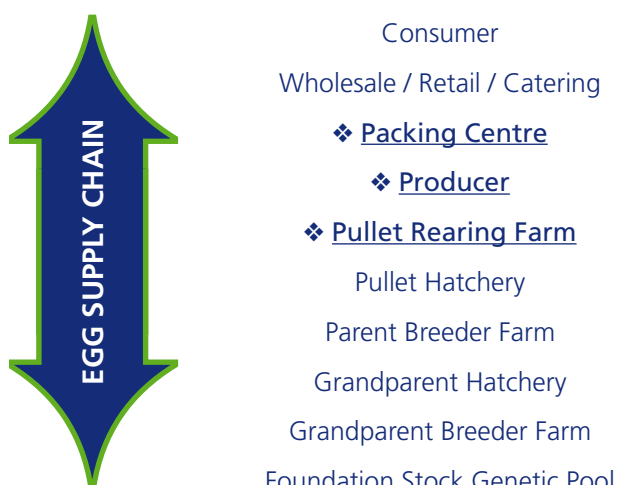 EGG SUPPLY CHAIN
Consumer
Wholesale / Retail / Catering
❖ Packing Centre
❖ Producer
❖ Pullet Rearing Farm
Pullet Hatchery
Parent Breeder Farm
Grandparent Hatchery
Grandparent Breeder Farm
Foundation Stock Genetic Pool